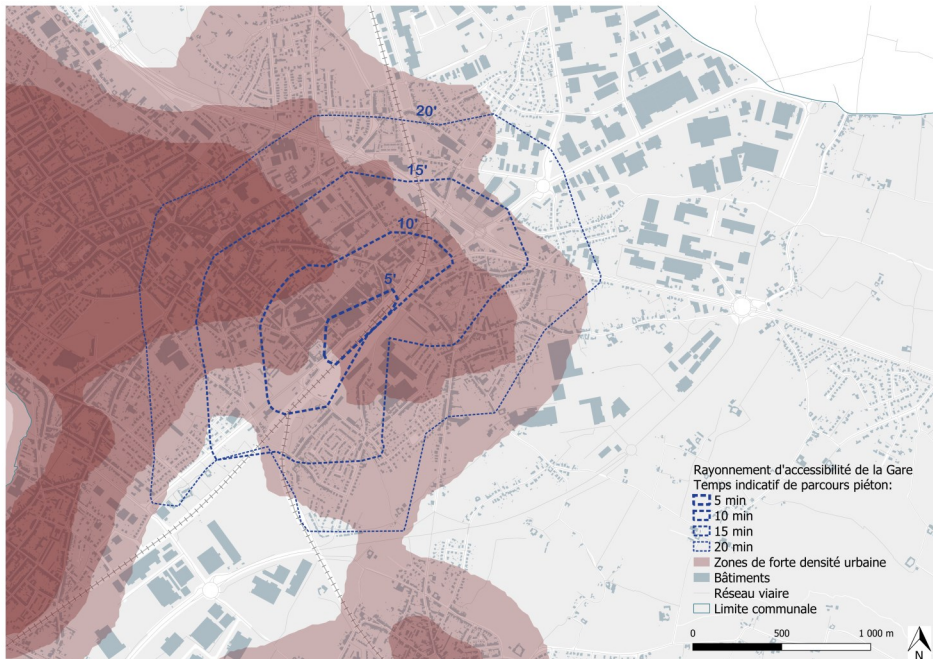 20'
15'
10'
5'
Rayonnement d'accessibilité de la Gare
Temps indicatif de parcours piéton:
5 min
10 min
15 min
20 min
Zones de forte densité urbaine
Bâtiments
Réseau viaire
Limite communale
0 500 1 000 m
N